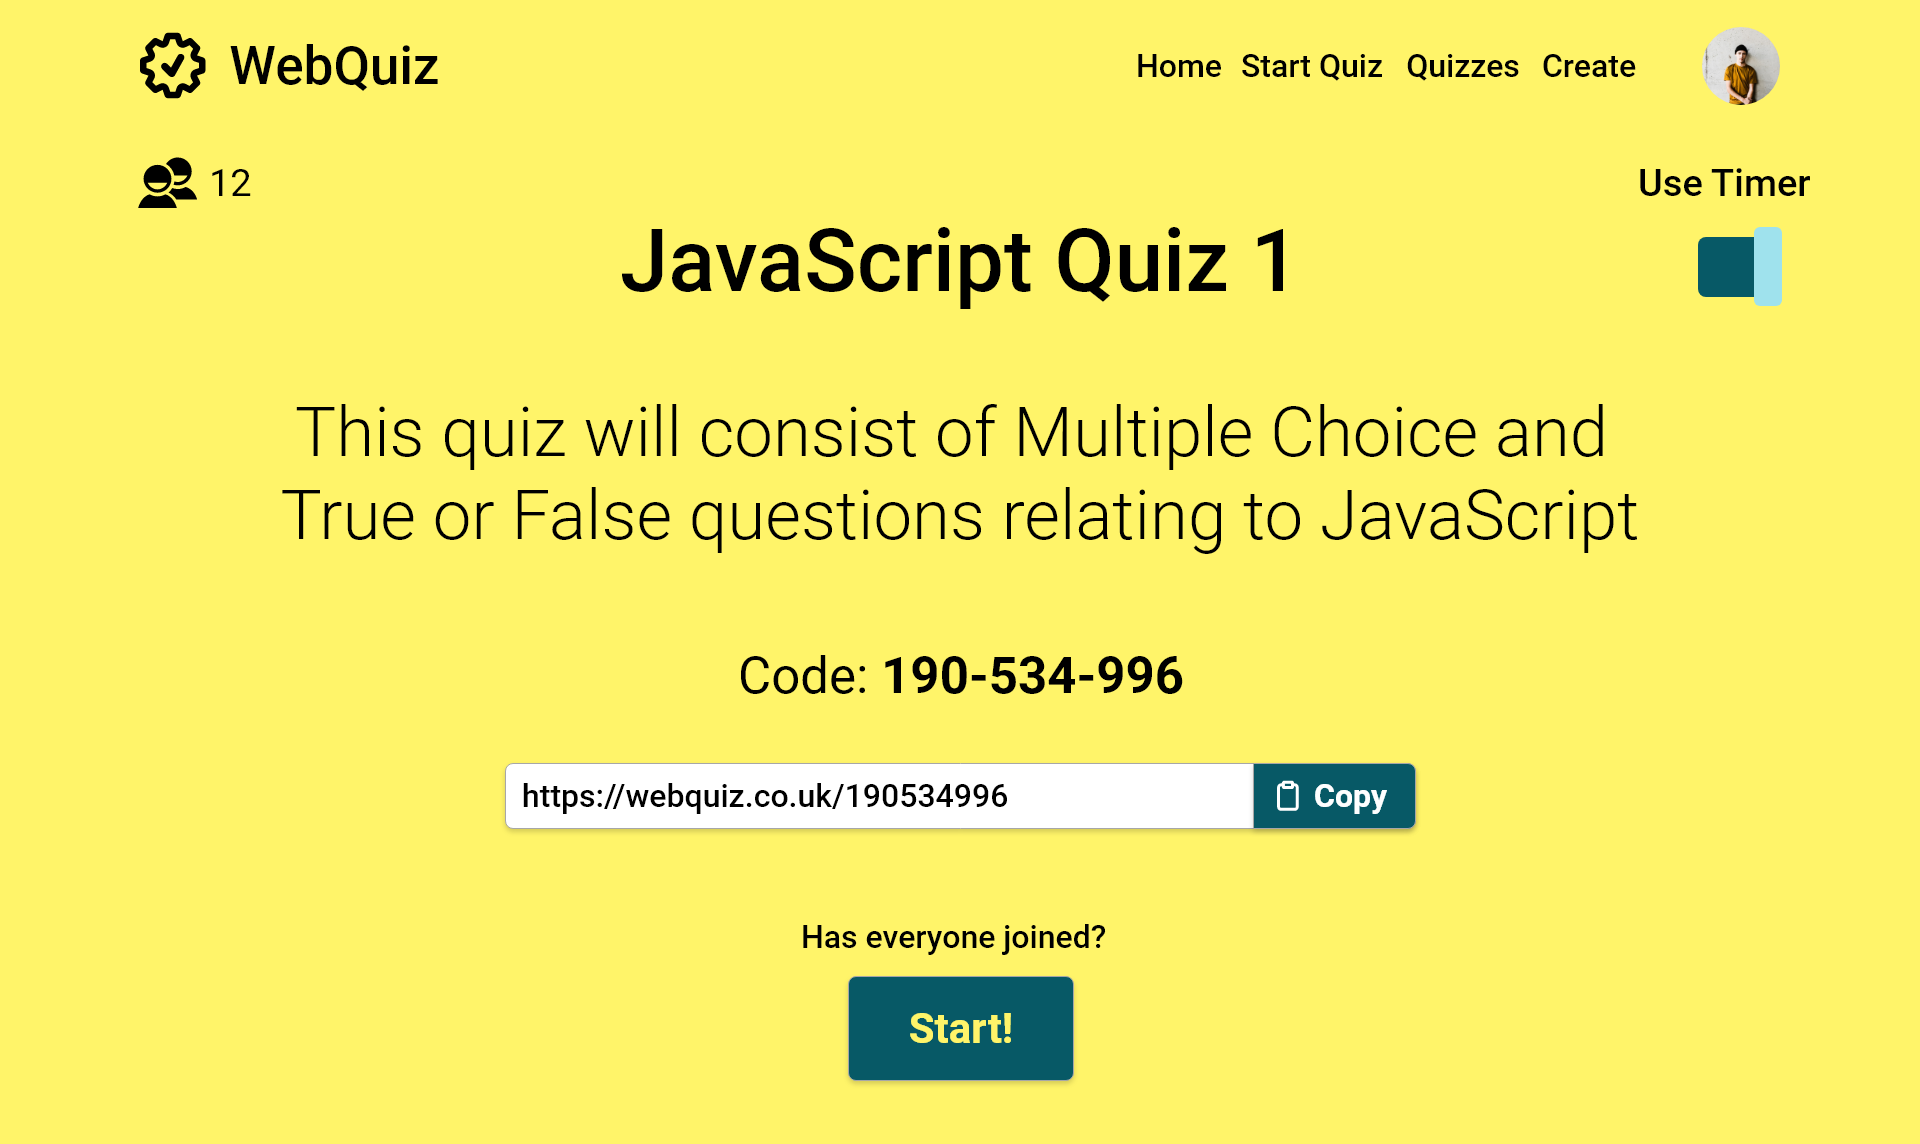 WebQuiz
Home Start Quiz Quizzes Create
12
Use Timer
JavaScript Quiz 1
This quiz will consist of Multiple Choice and
True or False questions relating to JavaScript
Code: 190-534-996
https://webquiz.co.uk/190534996
Copy
Has everyone joined?
Start!